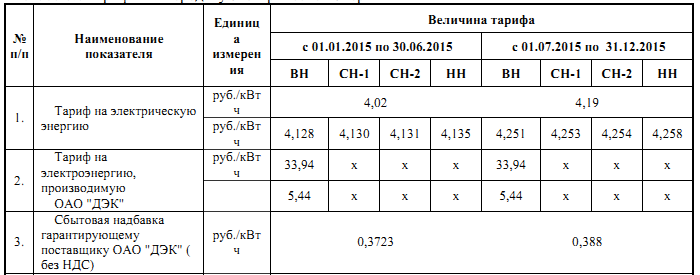 № п/п
Наименование показателя
Единица измерения
Величина тарифа
с 01.01.2015 по 30.06.2015
с 01.07.2015 по 31.12.2015
ВН СН-1 СН-2 НН ВН СН-1 СН-2 НН
1. Тариф на электрическую
энергию
руб./кВт
ч
4,02 4,19
руб./кВт
ч
4,128 4,130 4,131 4,135 4,251 4,253 4,254 4,258
2. Тариф на
электроэнергию,
производимую
ОАО "ДЭК"
руб./кВт
ч
33,94 х х х 33,94 х х х
5,44 х х х 5,44 х х х
3. Сбытовая надбавка
гарантирующему
поставщику ОАО "ДЭК" (
без НДС)
руб./кВт
ч
0,3723 0,388